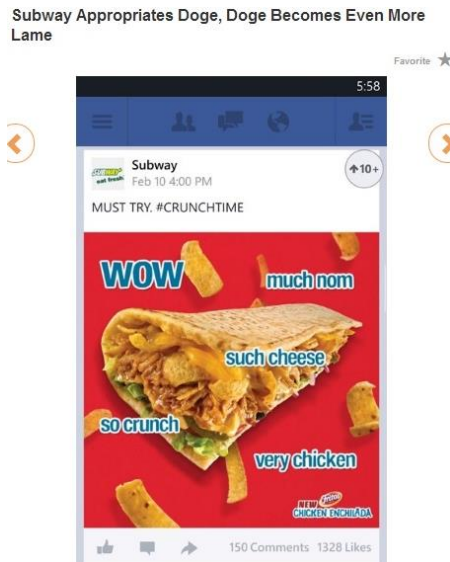 Subway Appropriates Doge, Doge Becomes Even More
Lame
Favorite
5:58
Subway
Feb 10 4:00 PM
10+
MUST TRY. #CRUNCHTIME
WOW
much nom
such cheese
so crunch
very chicken
NEW Fritos
CHICKEN ENCHILADA
150 Comments 1328 Likes